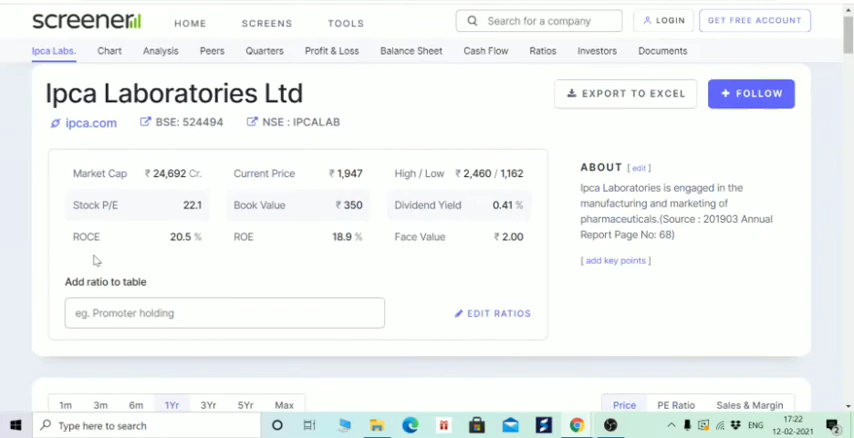 screener
HOME SCREENS TOOLS
Search for a company
LOGIN
GET FREE ACCOUNT
Ipca Labs. Chart Analysis Peers Quarters Profit & Loss Balance Sheet Cash Flow Ratios Investors Documents
Ipca Laboratories Ltd
EXPORT TO EXCEL
+ FOLLOW
ipca.com BSE: 524494 NSE : IPCALAB
Market Cap ₹ 24,692 Cr. Current Price ₹ 1,947 High / Low ₹ 2,460 / 1,162
Stock P/E 22.1 Book Value ₹ 350 Dividend Yield 0.41 %
ROCE 20.5 % ROE 18.9 % Face Value ₹ 2.00
Add ratio to table
eg. Promoter holding
EDIT RATIOS
ABOUT [ edit ]
Ipca Laboratories is engaged in the
manufacturing and marketing of
pharmaceuticals.(Source : 201903 Annual
Report Page No: 68)
[ add key points ]
1m 3m 6m 1Yr 3Yr 5Yr Max
Price PE Ratio Sales & Margin
Type here to search
ENG
17:22
12-02-2021
2